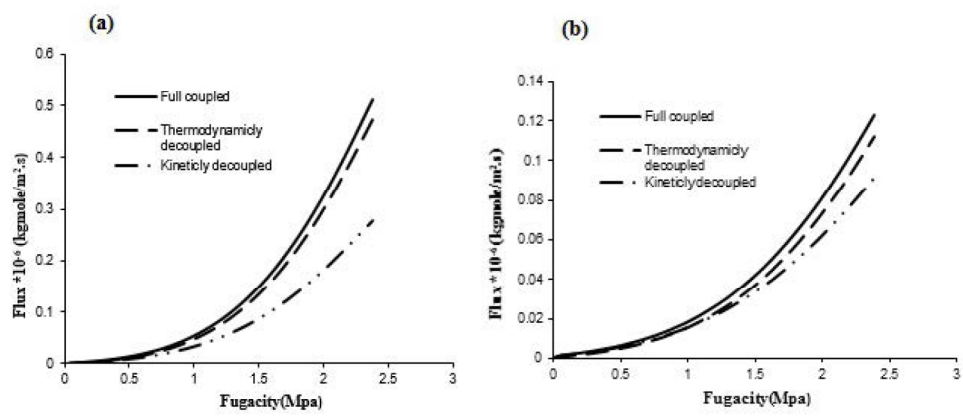 (a)
Flux *10⁻⁶ (kgmole/m².s)
0.6
0.5
0.4
0.3
0.2
0.1
0
Full coupled
Thermodynamicly
decoupled
Kineticly decoupled
0 0.5 1 1.5 2 2.5 3
Fugacity(Mpa)
(b)
Flux *10⁻⁶ (kgmole/m².s)
0.14
0.12
0.1
0.08
0.06
0.04
0.02
0
Full coupled
Thermodynamicly
decoupled
Kineticly decoupled
0 0.5 1 1.5 2 2.5 3
Fugacity(Mpa)